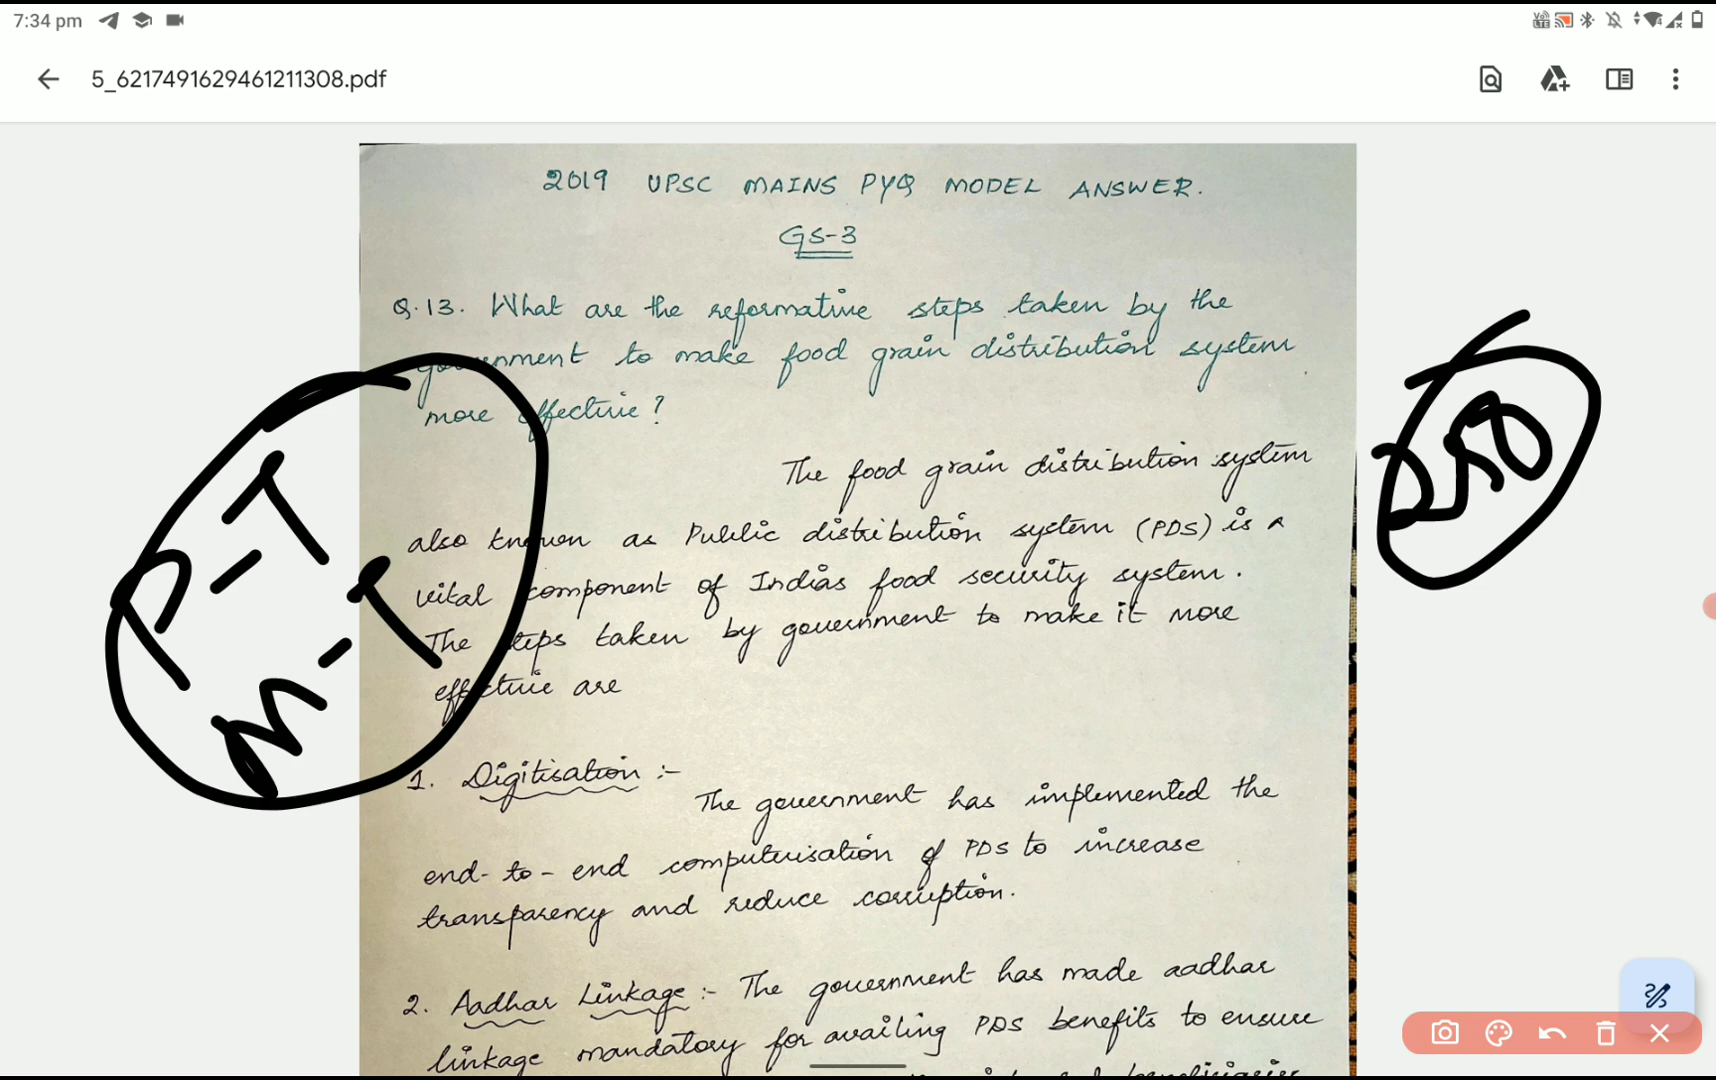 7:34 pm
5_6217491629461211308.pdf
2019 UPSC MAINS PYQ MODEL ANSWER.
GS-3
Q.13. What are the reformative steps taken by the
government to make food grain distribution system
more effective?
The food grain distribution system
also known as Public distribution system (PDS) is a
vital component of Indias food security system.
The steps taken by government to make it more
effective are
1. Digitisation :-
The government has implemented the
end-to-end computerisation of PDS to increase
transparency and reduce corruption.
2. Aadhar Linkage :- The government has made aadhar
linkage mandatory for availing PDS benefits to ensure
beneficiaries
P-T
M-T
250